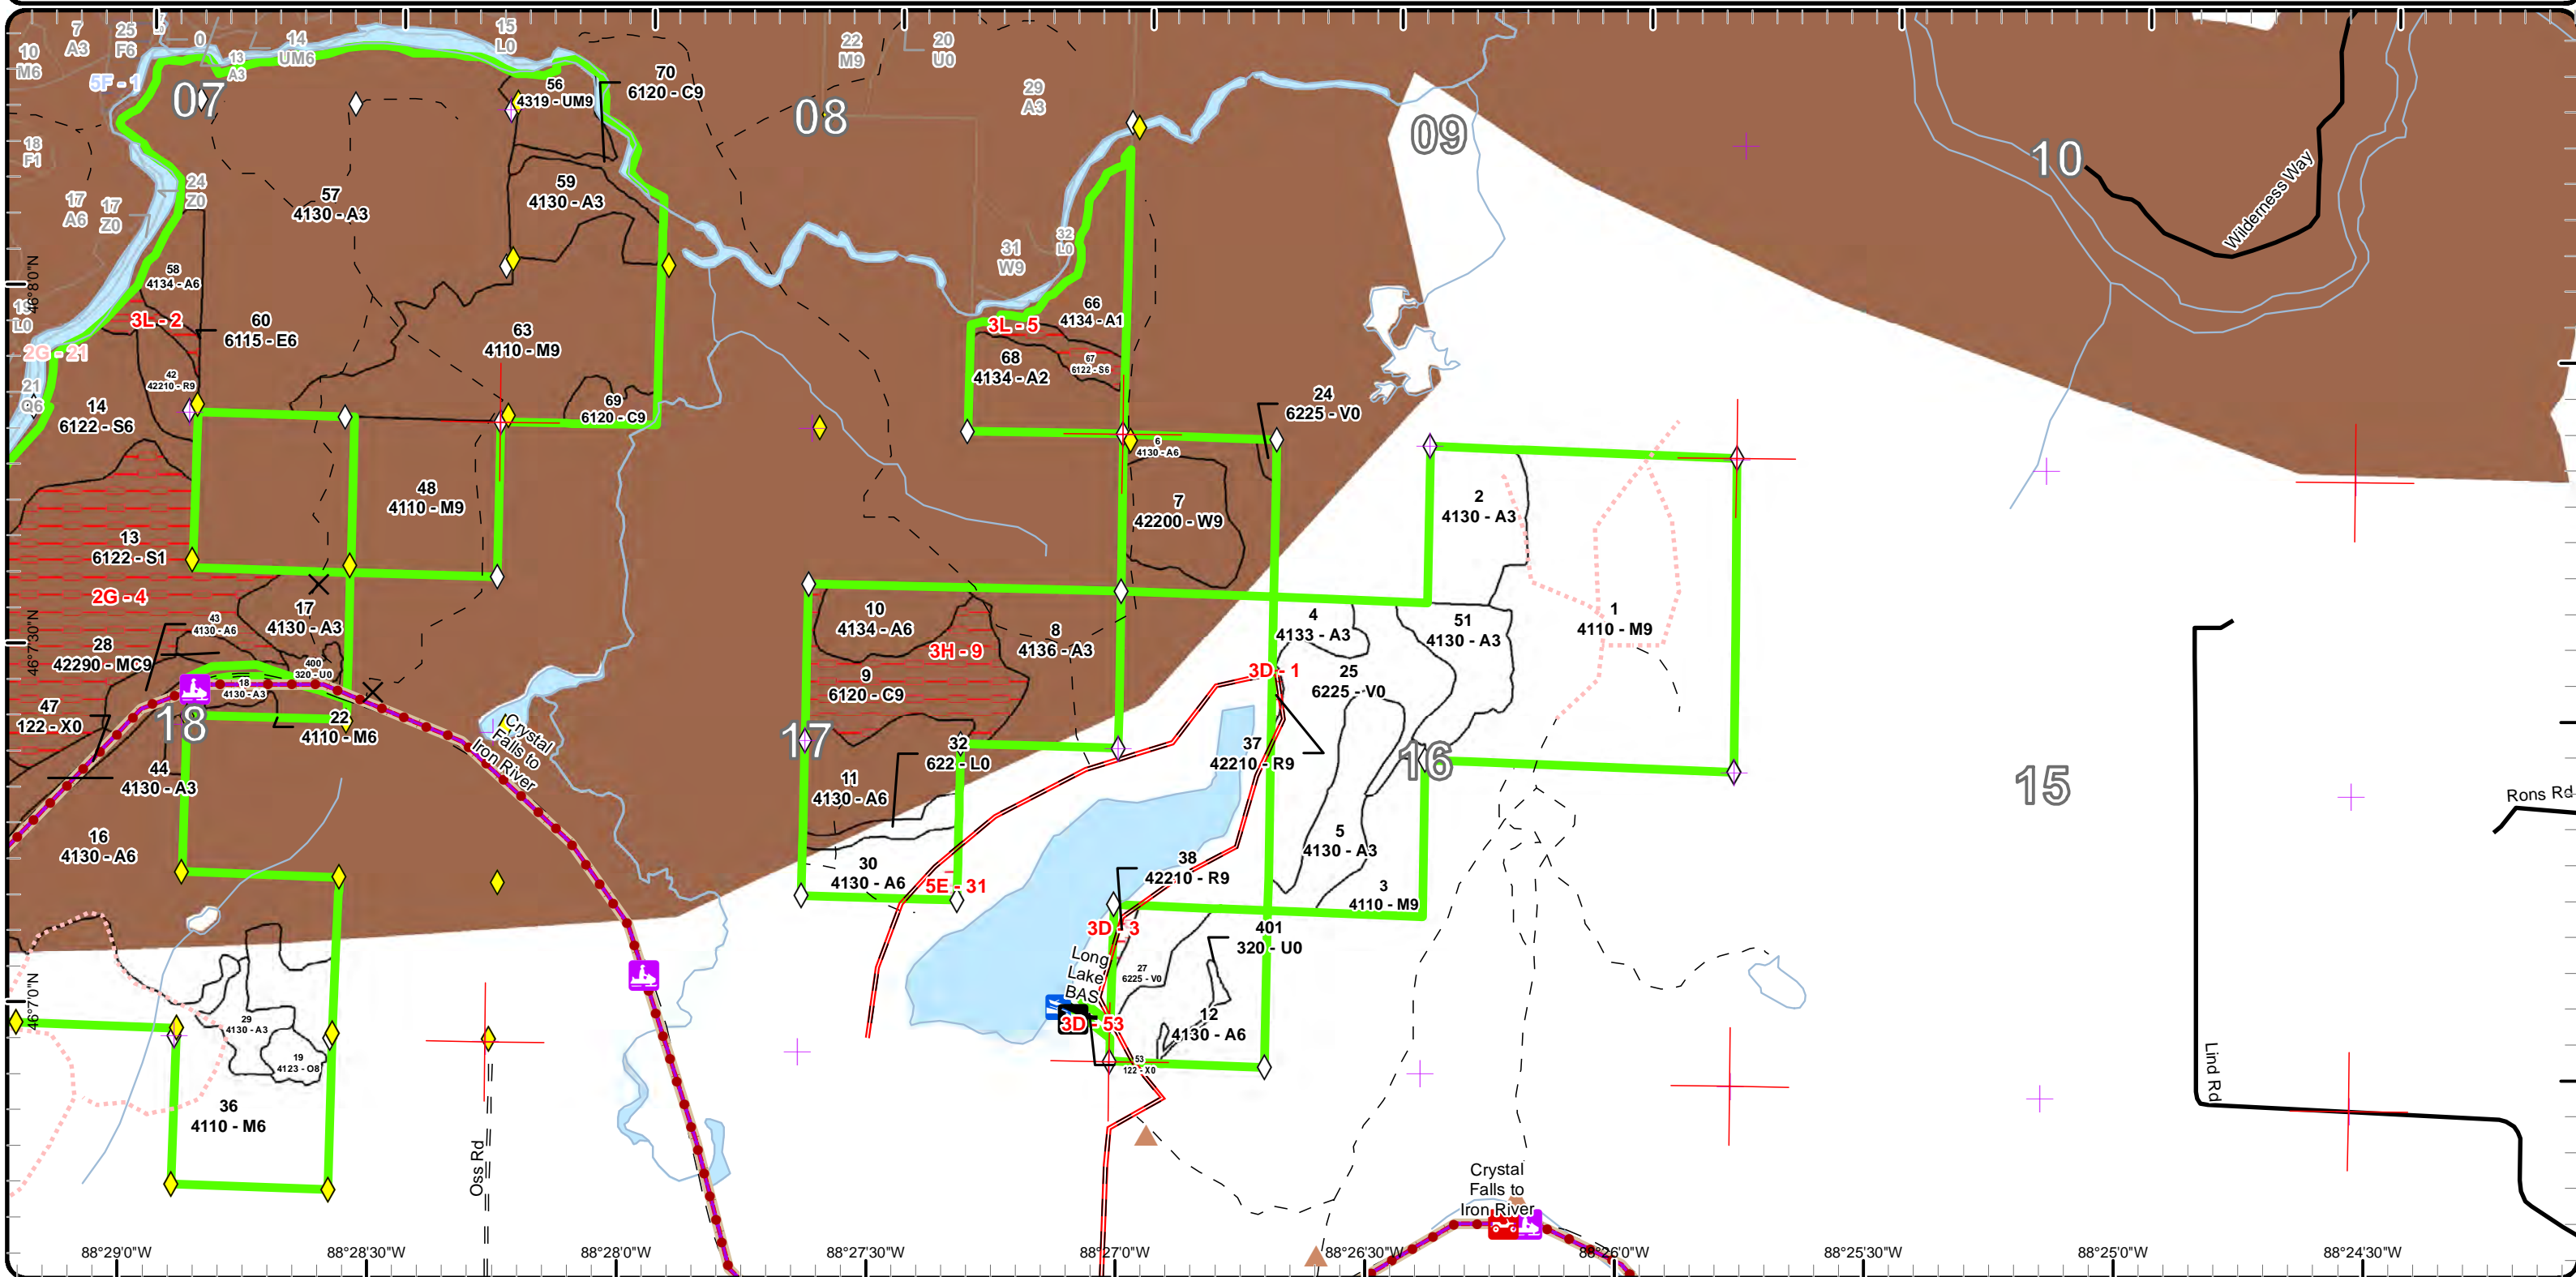 7
A3
25
F6
10
M6
0
13
A3
14
UM6
15
L0
5F - 1
07
56
4319 - UM9
70
6120 - C9
22
M9
20
U0
29
A3
08
09
10
Wilderness Way
18
F1
17
A6
17
Z0
24
Z0
57
4130 - A3
59
4130 - A3
31
W9
32
L0
58
4134 - A6
46°8'0"N
19
L0
3L - 2
60
6115 - E6
63
4110 - M9
66
4134 - A1
3L - 5
68
4134 - A2
67
6122 - S6
2G - 21
21
Q6
42
42210 - R9
14
6122 - S6
69
6120 - C9
24
6225 - V0
6
4130 - A6
48
4110 - M9
7
42200 - W9
2
4130 - A3
13
6122 - S1
2G - 4
17
4130 - A3
43
4130 - A6
28
42290 - MC9
46°7'30"N
400
320 - U0
18
4130 - A3
10
4134 - A6
3H - 9
8
4136 - A3
9
6120 - C9
4
4133 - A3
51
4130 - A3
1
4110 - M9
3D - 1
25
6225 - V0
47
122 - X0
18
22
4110 - M6
44
4130 - A3
Crystal
Falls to
Iron River
17
32
622 - L0
11
4130 - A6
37
42210 - R9
16
15
Rons Rd
16
4130 - A6
30
4130 - A6
5E - 31
5
4130 - A3
38
42210 - R9
3
4110 - M9
3D - 3
401
320 - U0
Long
Lake
BAS
27
6225 - V0
46°7'0"N
29
4130 - A3
19
4123 - O8
3D - 53
12
4130 - A6
53
122 - X0
36
4110 - M6
Lind Rd
Oss Rd
Crystal
Falls to
Iron River
88°29'0"W
88°28'30"W
88°28'0"W
88°27'30"W
88°27'0"W
88°26'30"W
88°26'0"W
88°25'30"W
88°25'0"W
88°24'30"W